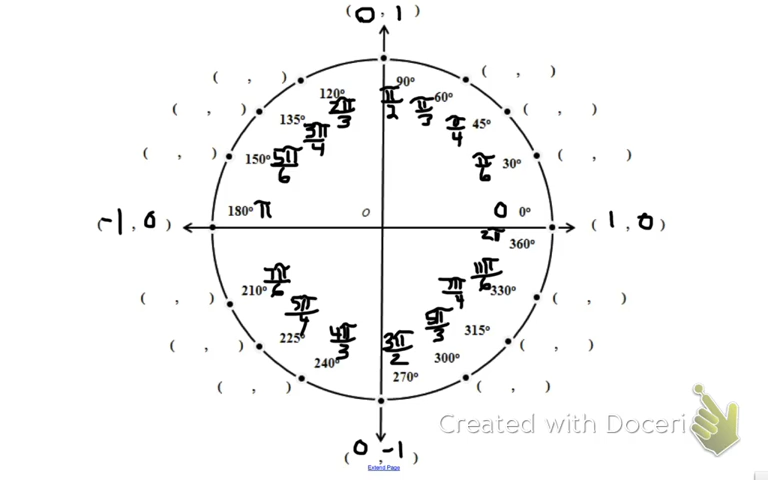 (0, 1)
( , ) ( , )
90°
120° π/2 60°
2π/3 π/3
( , ) ( , )
135° 3π/4 π/4 45°
( , ) 150° 5π/6 π/6 30° ( , )
(-1, 0) 180° π 0 0 0° (1, 0)
2π 360°
7π/6 11π/6
( , ) 210° 7π/4 330° ( , )
5π/4 5π/3
225° 4π/3 3π/2 315°
( , ) ( , )
240° 300°
270°
( , ) ( , )
Created with Doceri
(0, -1)
Extend Page